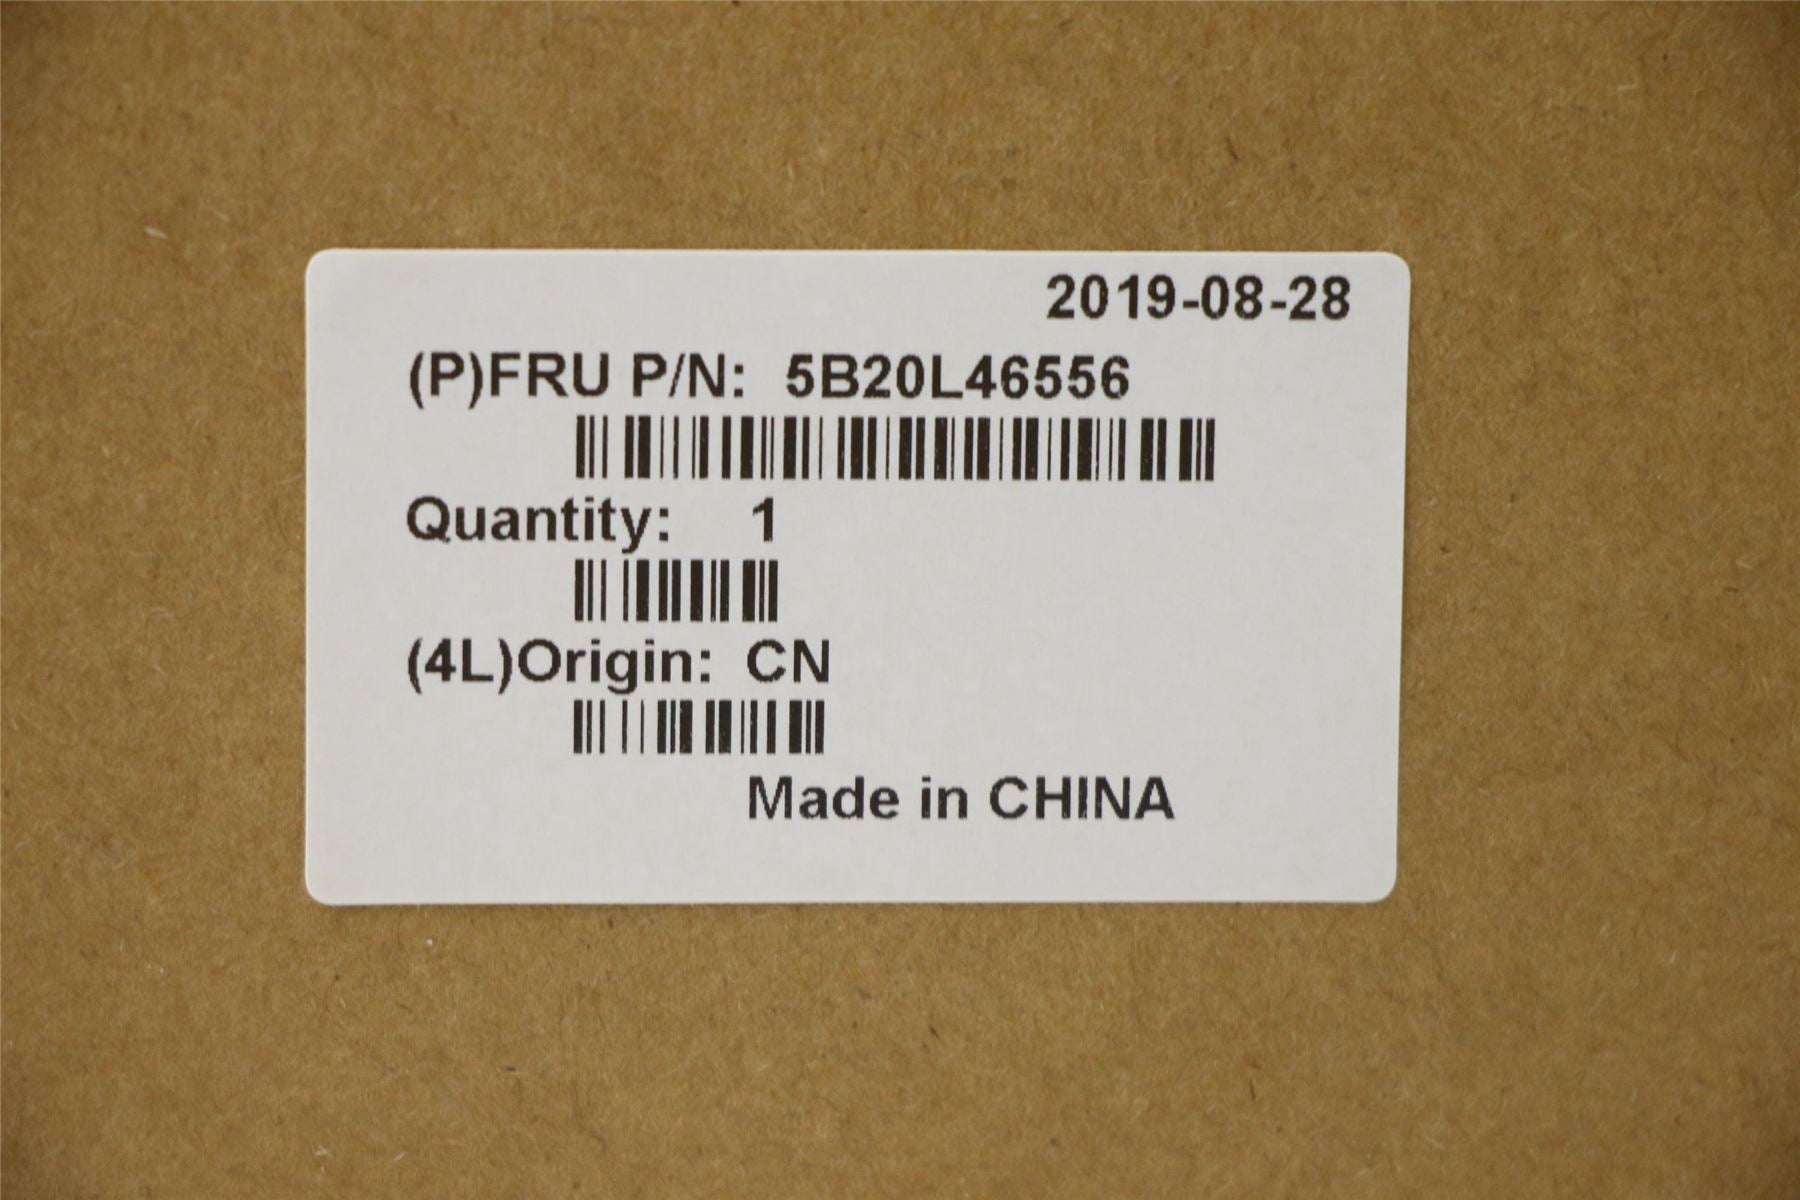 2019-08-28
(P)FRU P/N: 5B20L46556
Quantity: 1
(4L)Origin: CN
Made in CHINA